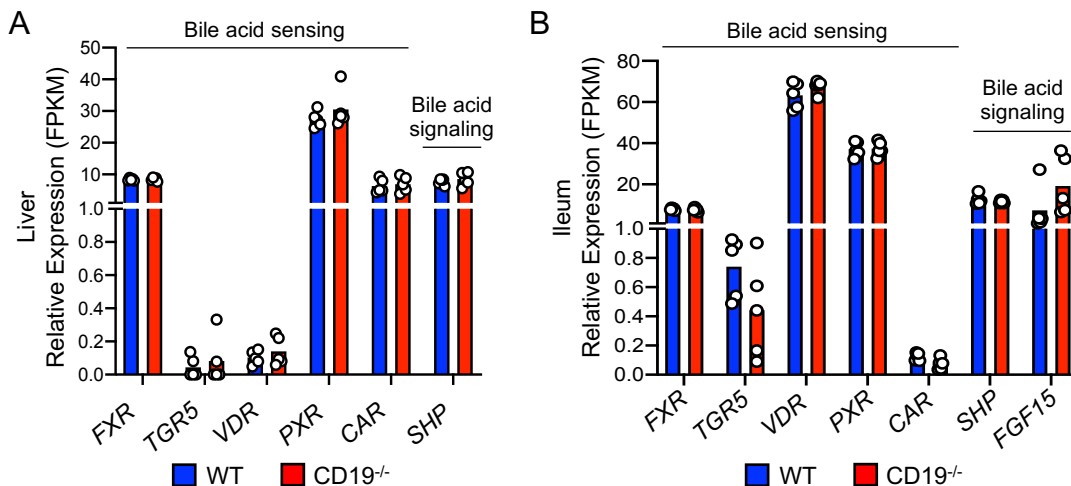 A
Bile acid sensing
Bile acid
signaling
Liver
Relative Expression (FPKM)
50
40
30
20
10
1.0
0.8
0.6
0.4
0.2
0.0
FXR
TGR5
VDR
PXR
CAR
SHP
WT
CD19-/-
B
Bile acid sensing
Bile acid
signaling
Ileum
Relative Expression (FPKM)
80
60
40
20
1.0
0.8
0.6
0.4
0.2
0.0
FXR
TGR5
VDR
PXR
CAR
SHP
FGF15
WT
CD19-/-